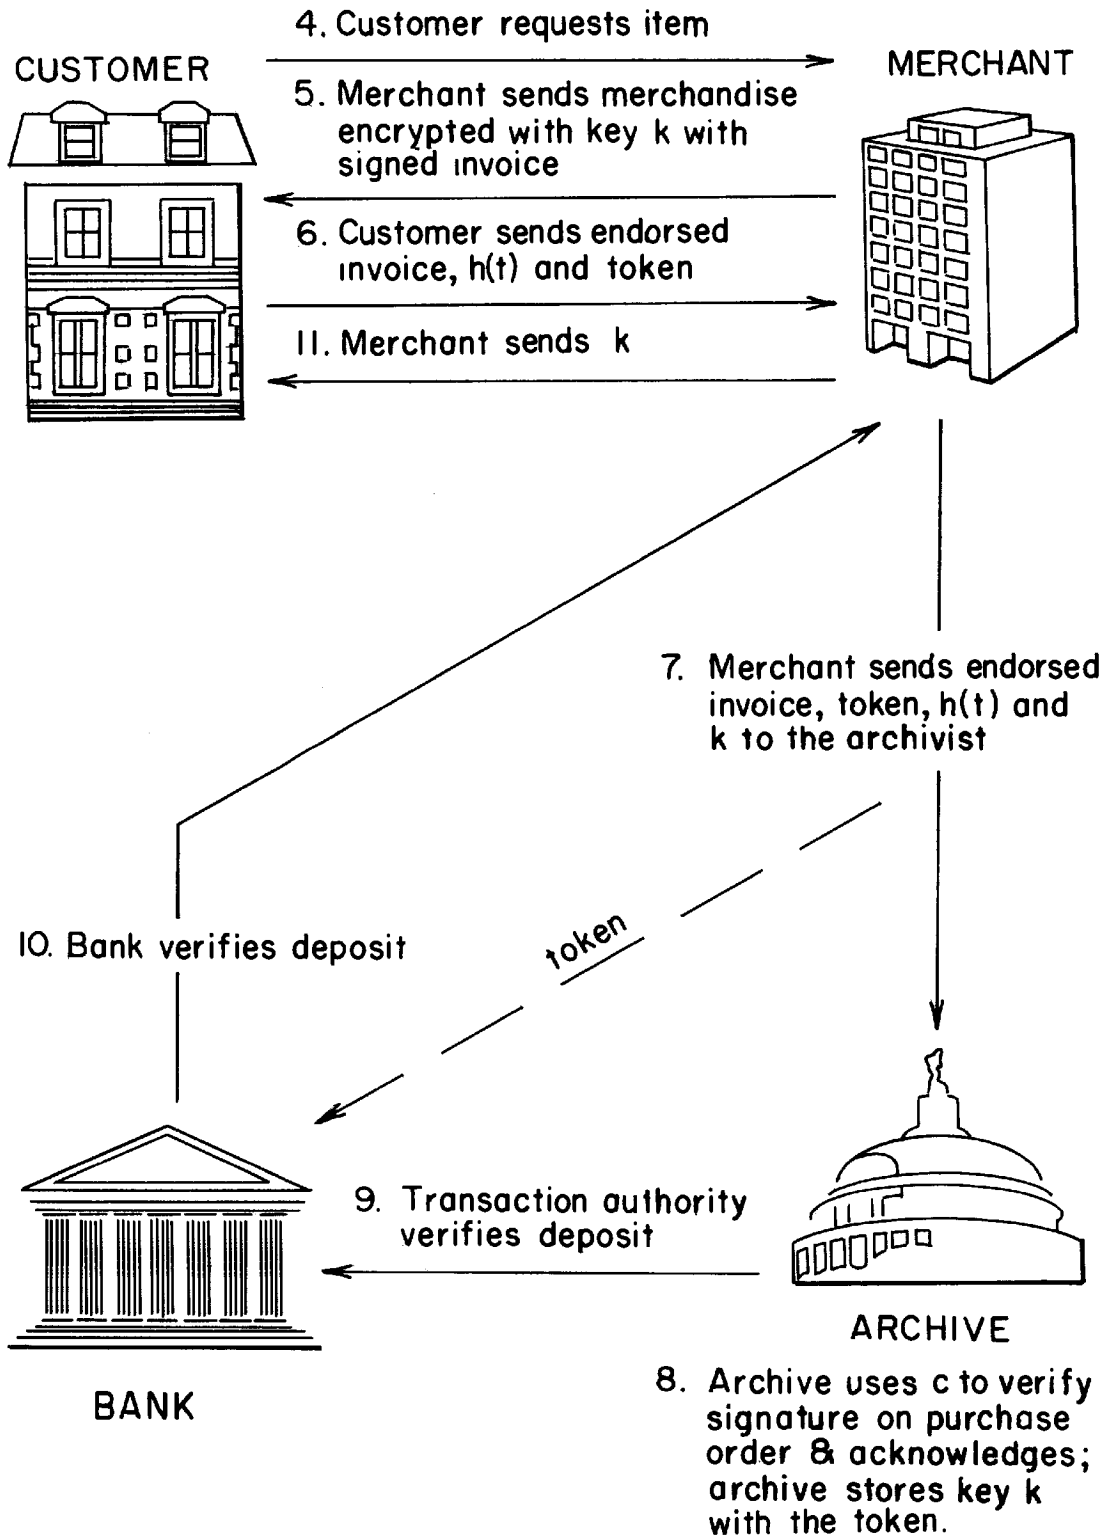 4. Customer requests item
CUSTOMER
MERCHANT
5. Merchant sends merchandise
encrypted with key k with
signed invoice
6. Customer sends endorsed
invoice, h(t) and token
11. Merchant sends k
7. Merchant sends endorsed
invoice, token, h(t) and
k to the archivist
token
10. Bank verifies deposit
9. Transaction authority
verifies deposit
BANK
ARCHIVE
8. Archive uses c to verify
signature on purchase
order & acknowledges;
archive stores key k
with the token.